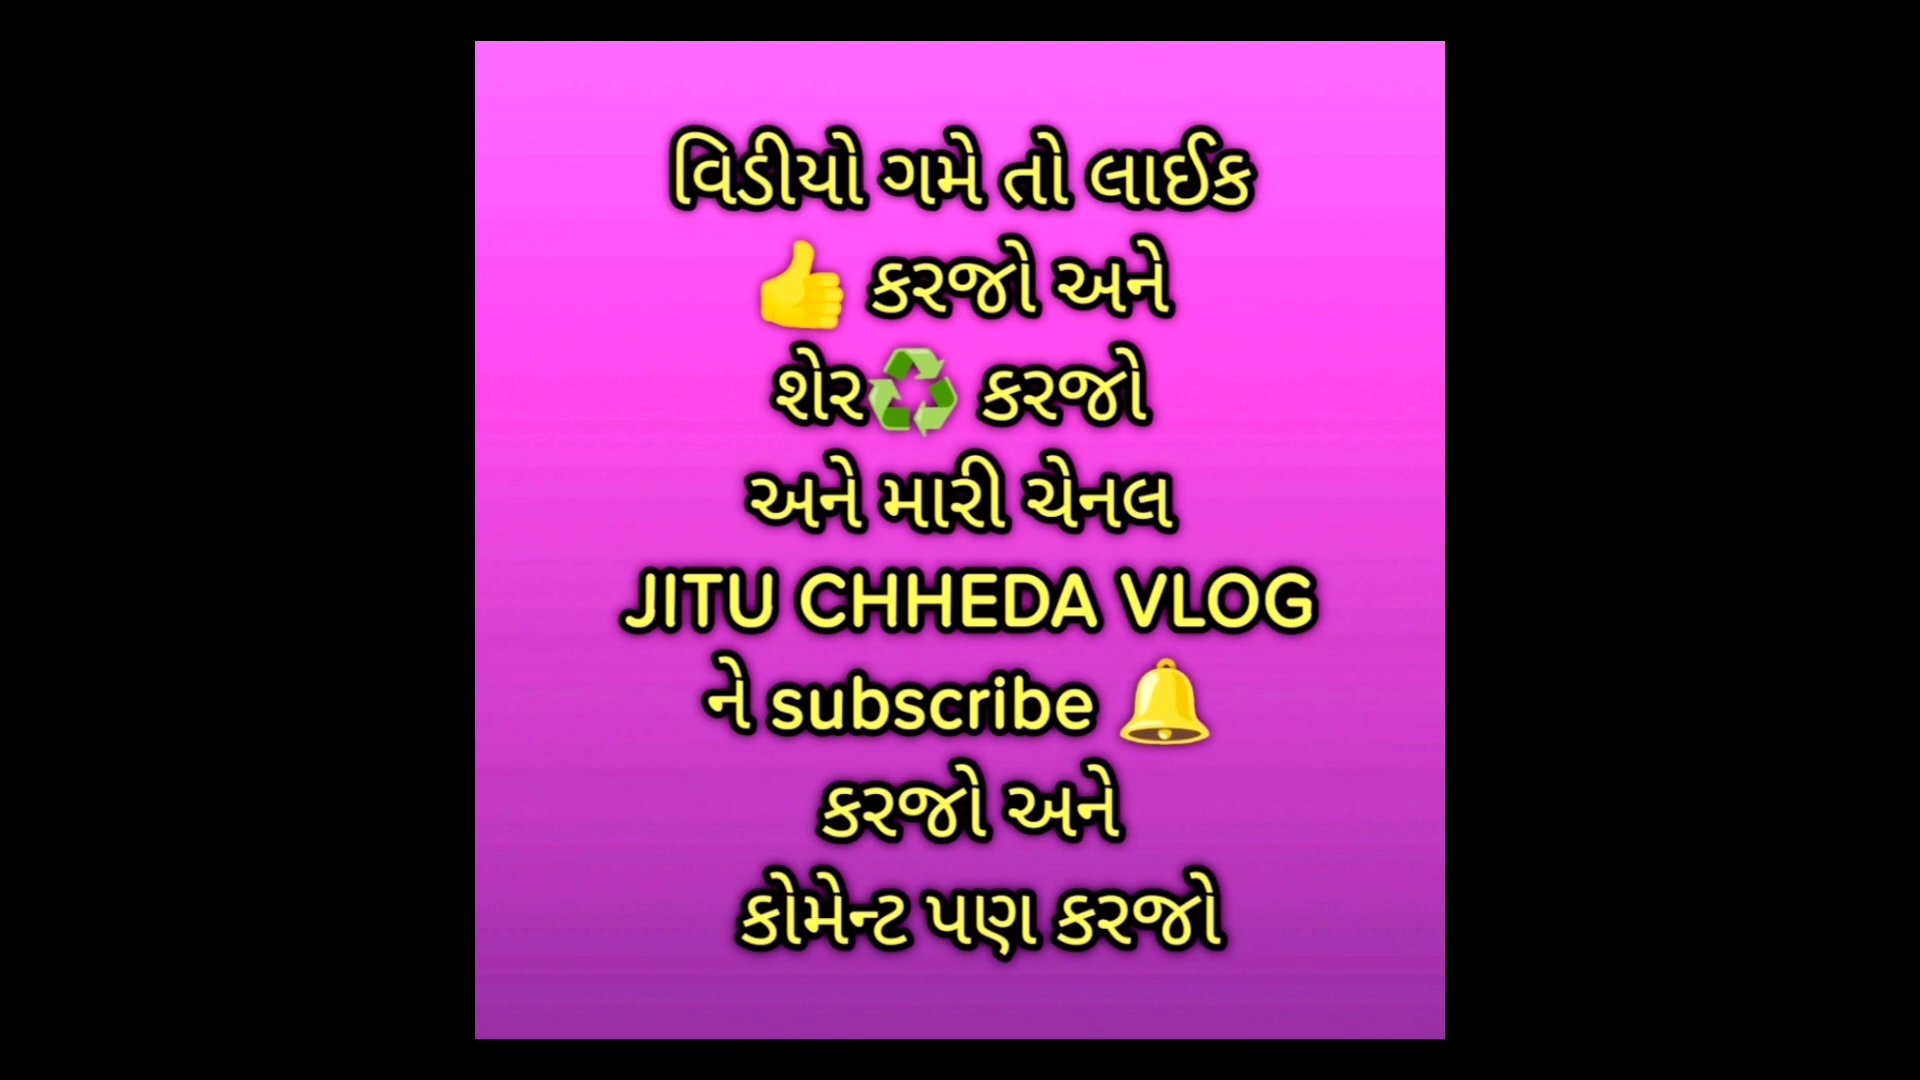 વિડીયો ગમે તો લાઈક
👍 કરજો અને
શેર♻️ કરજો
અને મારી ચેનલ
JITU CHHEDA VLOG
ને subscribe 🔔
કરજો અને
કોમેન્ટ પણ કરજો